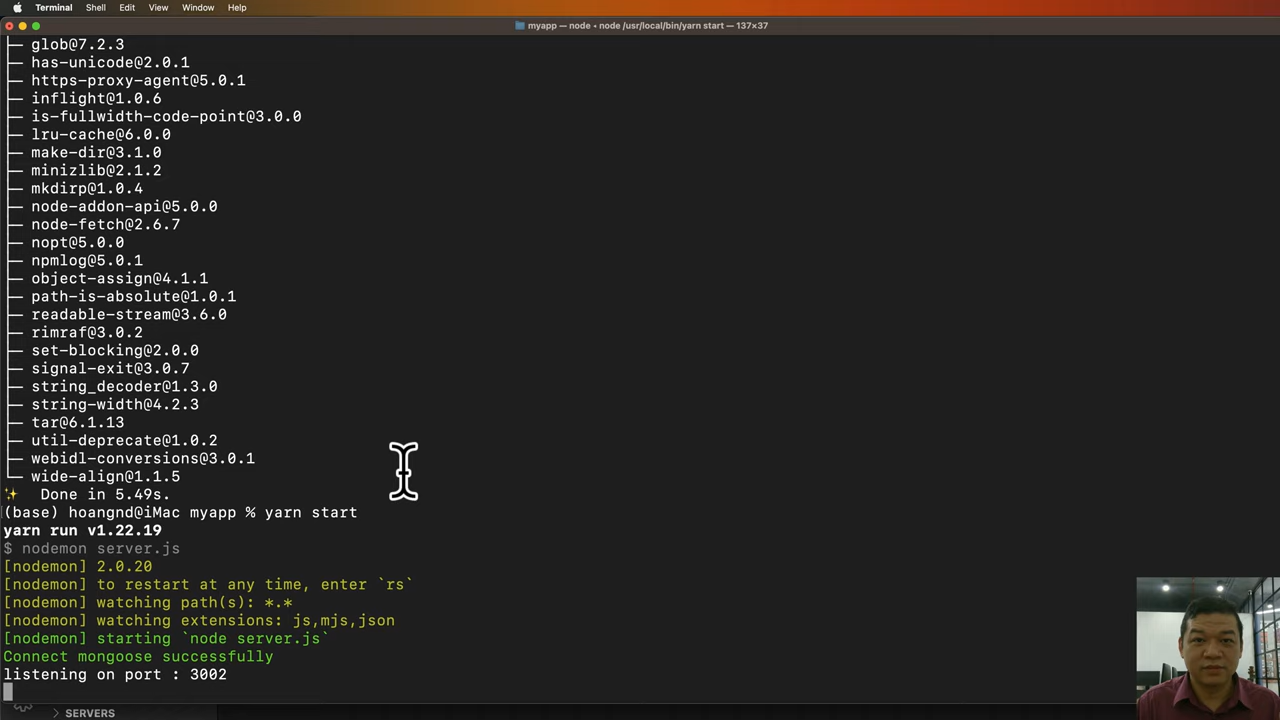 Terminal Shell Edit View Window Help
myapp — node • node /usr/local/bin/yarn start — 137×37
├─ glob@7.2.3
├─ has-unicode@2.0.1
├─ https-proxy-agent@5.0.1
├─ inflight@1.0.6
├─ is-fullwidth-code-point@3.0.0
├─ lru-cache@6.0.0
├─ make-dir@3.1.0
├─ minizlib@2.1.2
├─ mkdirp@1.0.4
├─ node-addon-api@5.0.0
├─ node-fetch@2.6.7
├─ nopt@5.0.0
├─ npmlog@5.0.1
├─ object-assign@4.1.1
├─ path-is-absolute@1.0.1
├─ readable-stream@3.6.0
├─ rimraf@3.0.2
├─ set-blocking@2.0.0
├─ signal-exit@3.0.7
├─ string_decoder@1.3.0
├─ string-width@4.2.3
├─ tar@6.1.13
├─ util-deprecate@1.0.2
├─ webidl-conversions@3.0.1
└─ wide-align@1.1.5
✨ Done in 5.49s.
(base) hoangnd@iMac myapp % yarn start
yarn run v1.22.19
$ nodemon server.js
[nodemon] 2.0.20
[nodemon] to restart at any time, enter `rs`
[nodemon] watching path(s): *.*
[nodemon] watching extensions: js,mjs,json
[nodemon] starting `node server.js`
Connect mongoose successfully
listening on port : 3002
> SERVERS